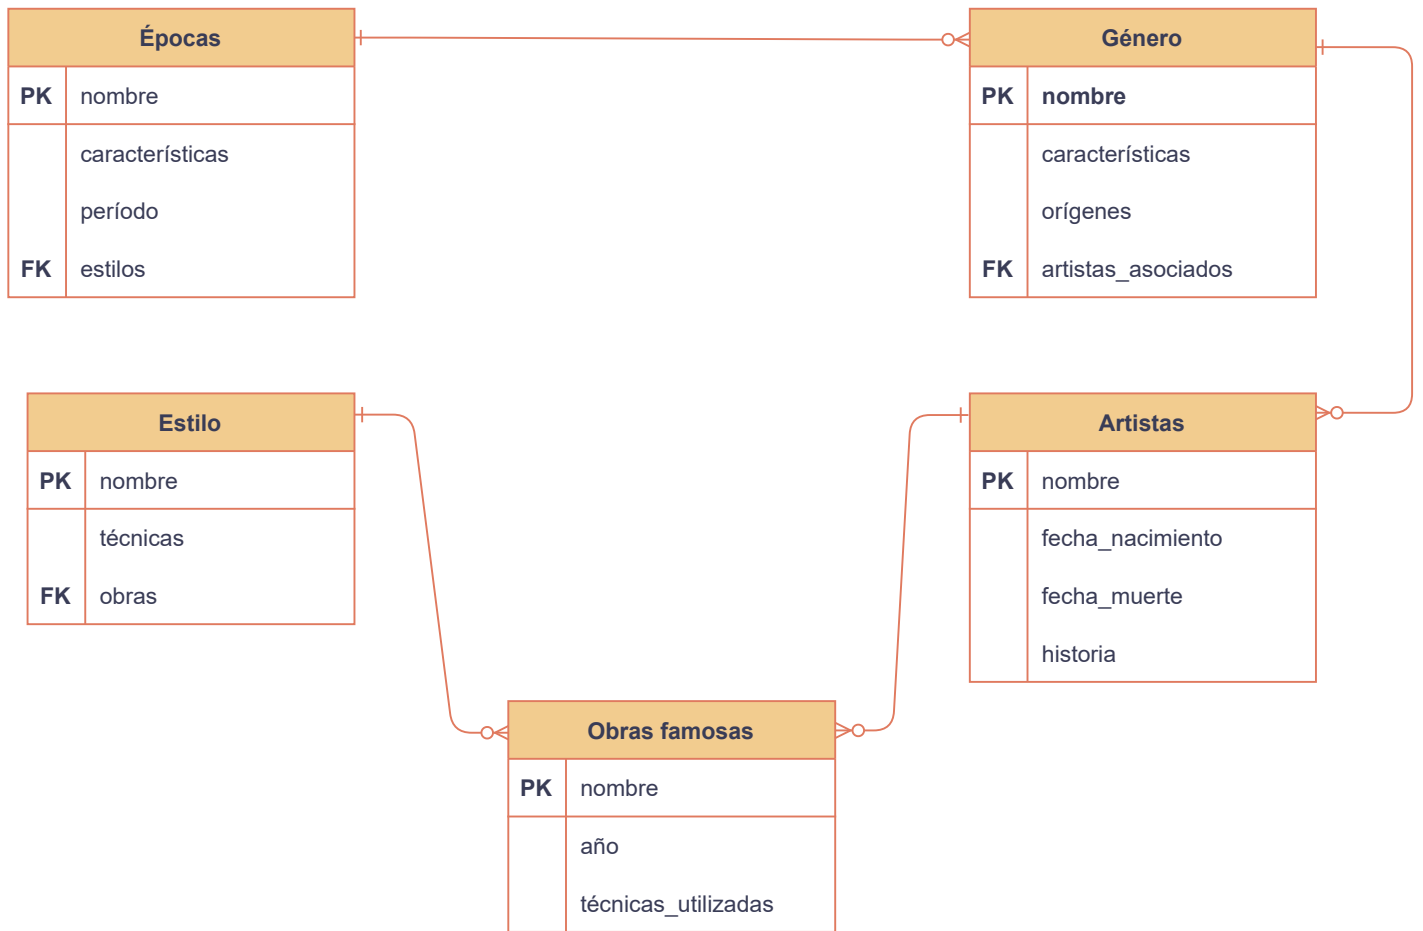 Épocas
PK nombre
características
período
FK estilos
Género
PK nombre
características
orígenes
FK artistas_asociados
Estilo
PK nombre
técnicas
FK obras
Artistas
PK nombre
fecha_nacimiento
fecha_muerte
historia
Obras famosas
PK nombre
año
técnicas_utilizadas